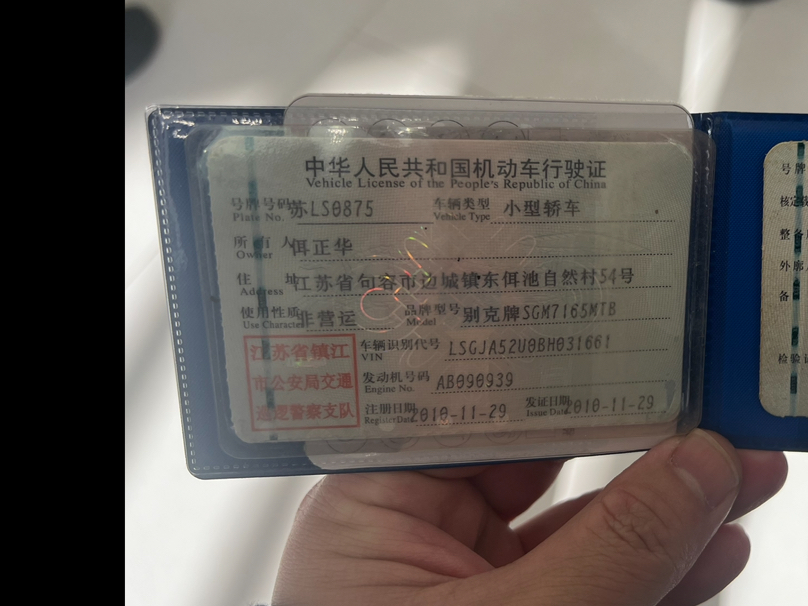 中华人民共和国机动车行驶证
Vehicle License of the People's Republic of China
号牌号码 苏LS0875 车辆类型 小型轿车
Plate No. Vehicle Type
所有人 佴正华
Owner
住址 江苏省句容市边城镇东佴池自然村54号
Address
使用性质 非营运 品牌型号 别克牌SGM7165MTB
Use Character Model
车辆识别代号 LSGJA52U0BH031661
VIN
发动机号码 AB090939
Engine No.
注册日期 2010-11-29 发证日期 2010-11-29
Register Date Issue Date
江苏省镇江
市公安局交通
巡逻警察支队
号牌
核定载
整备
外廓
备
检验记